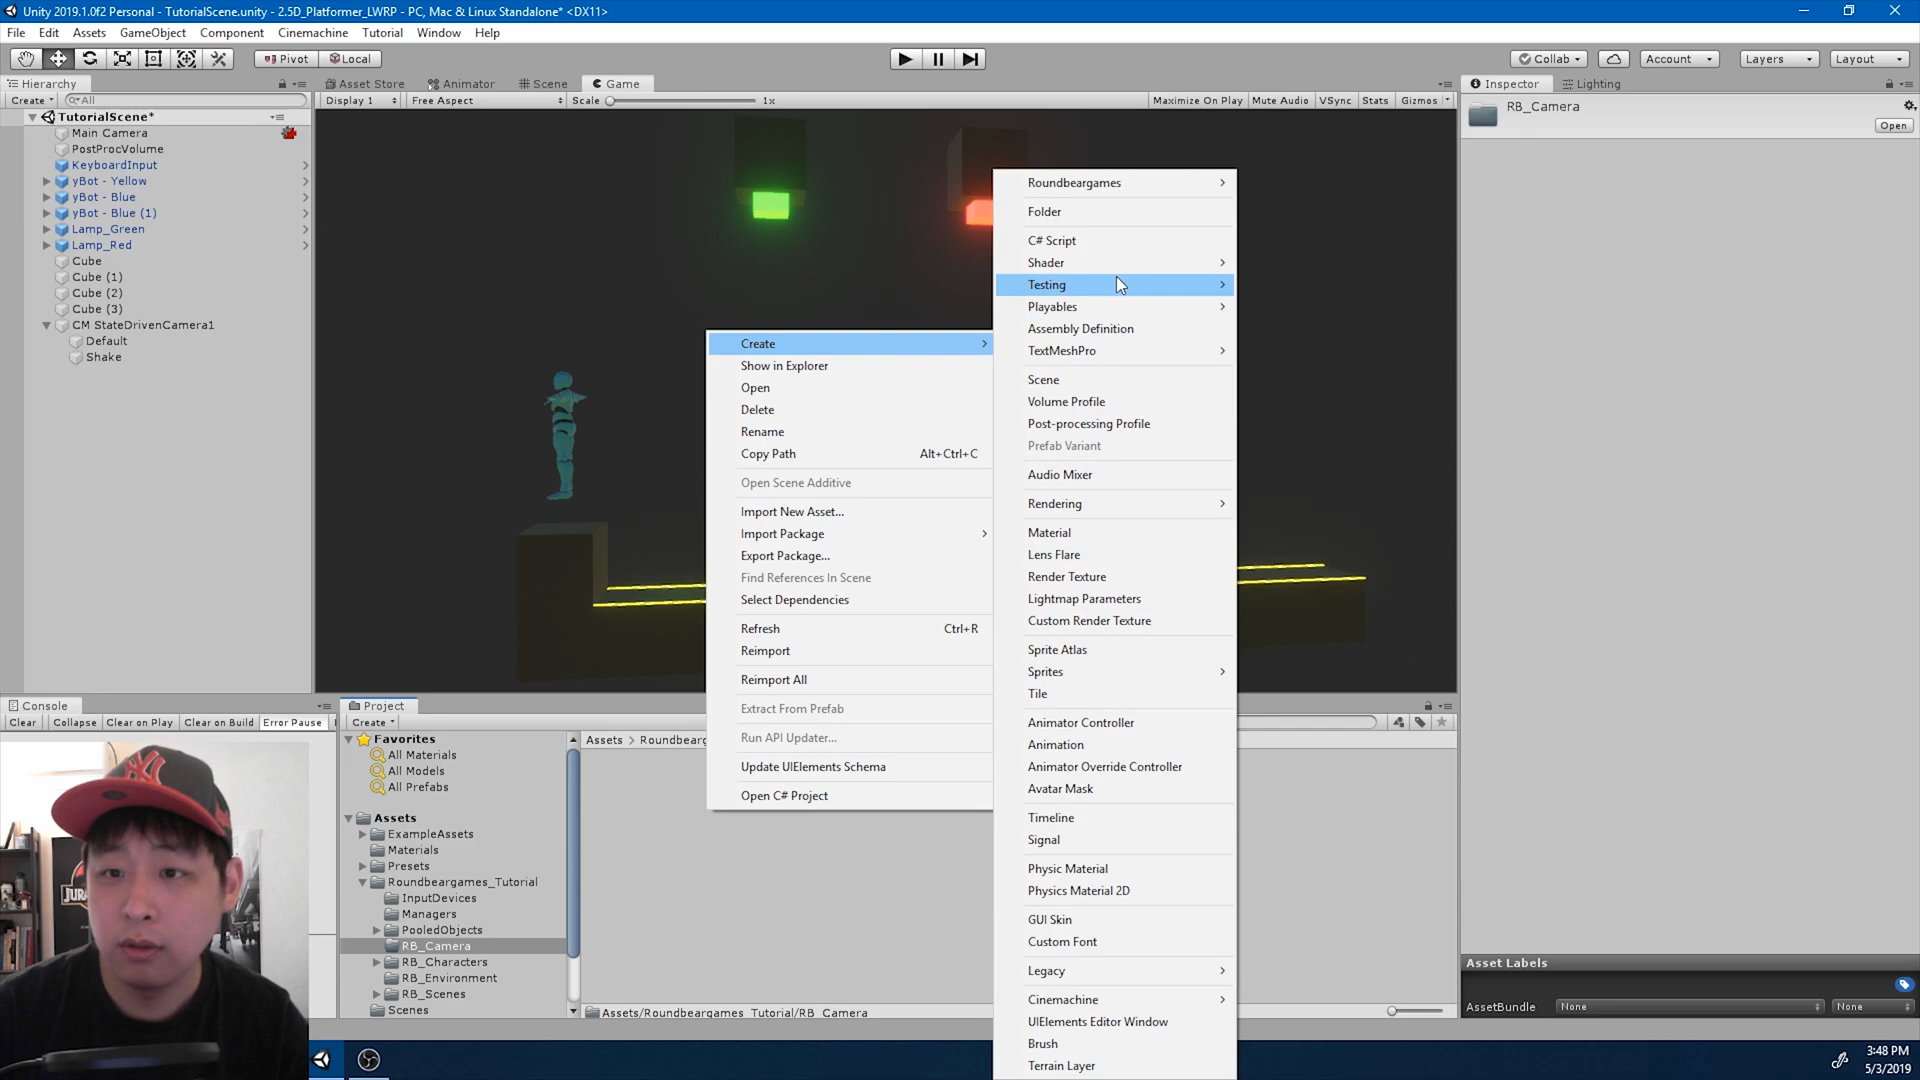 Unity 2019.1.0f2 Personal - TutorialScene.unity - 2.5D_Platformer_LWRP - PC, Mac & Linux Standalone* <DX11>
File Edit Assets GameObject Component Cinemachine Tutorial Window Help
Pivot Local
Collab Account Layers Layout
Hierarchy
Asset Store Animator Scene Game
Inspector Lighting
Create All
Display 1 Free Aspect Scale 1x
Maximize On Play Mute Audio VSync Stats Gizmos
RB_Camera
Open
TutorialScene*
Main Camera
PostProcVolume
KeyboardInput
yBot - Yellow
yBot - Blue
yBot - Blue (1)
Lamp_Green
Lamp_Red
Cube
Cube (1)
Cube (2)
Cube (3)
CM StateDrivenCamera1
Default
Shake
Create
Show in Explorer
Open
Delete
Rename
Copy Path Alt+Ctrl+C
Open Scene Additive
Import New Asset...
Import Package
Export Package...
Find References In Scene
Select Dependencies
Refresh Ctrl+R
Reimport
Reimport All
Extract From Prefab
Run API Updater...
Update UIElements Schema
Open C# Project
Roundbeargames
Folder
C# Script
Shader
Testing
Playables
Assembly Definition
TextMeshPro
Scene
Volume Profile
Post-processing Profile
Prefab Variant
Audio Mixer
Rendering
Material
Lens Flare
Render Texture
Lightmap Parameters
Custom Render Texture
Sprite Atlas
Sprites
Tile
Animator Controller
Animation
Animator Override Controller
Avatar Mask
Timeline
Signal
Physic Material
Physics Material 2D
GUI Skin
Custom Font
Legacy
Cinemachine
UIElements Editor Window
Brush
Terrain Layer
Console
Clear Collapse Clear on Play Clear on Build Error Pause
Project
Create
Favorites
All Materials
All Models
All Prefabs
Assets
ExampleAssets
Materials
Presets
Roundbeargames_Tutorial
InputDevices
Managers
PooledObjects
RB_Camera
RB_Characters
RB_Environment
RB_Scenes
Scenes
Assets > Roundbearg
Assets/Roundbeargames_Tutorial/RB_Camera
Asset Labels
AssetBundle None None
3:48 PM
5/3/2019